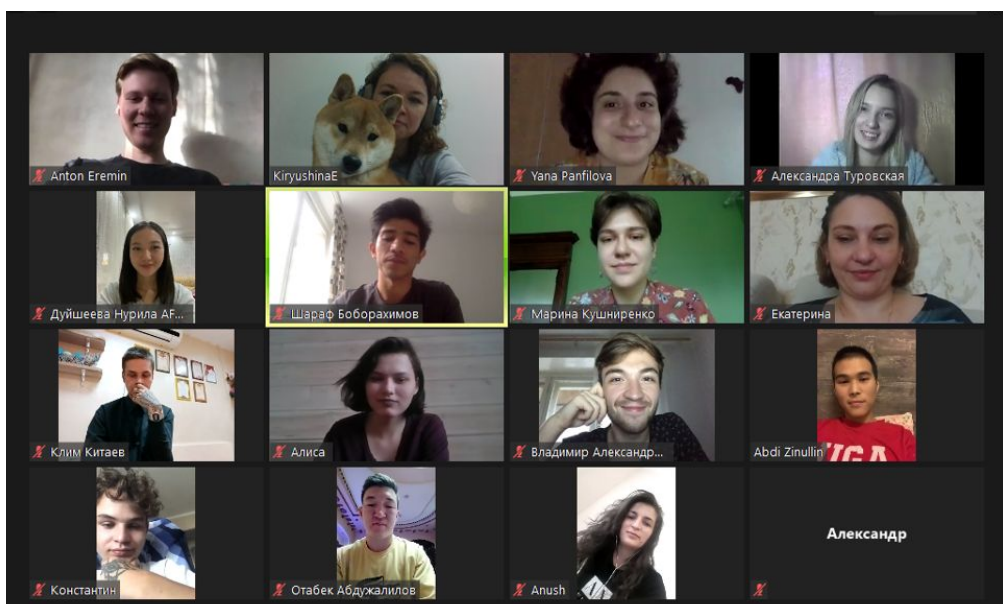 Anton Eremin
KiryushinaE
Yana Panfilova
Александра Туровская
Дуйшеева Нурила AF...
Шараф Боборахимов
Марина Кушниренко
Екатерина
Клим Китаев
Алиса
Владимир Александр...
Abdi Zinullin
Константин
Отабек Абдужалилов
Anush
Александр